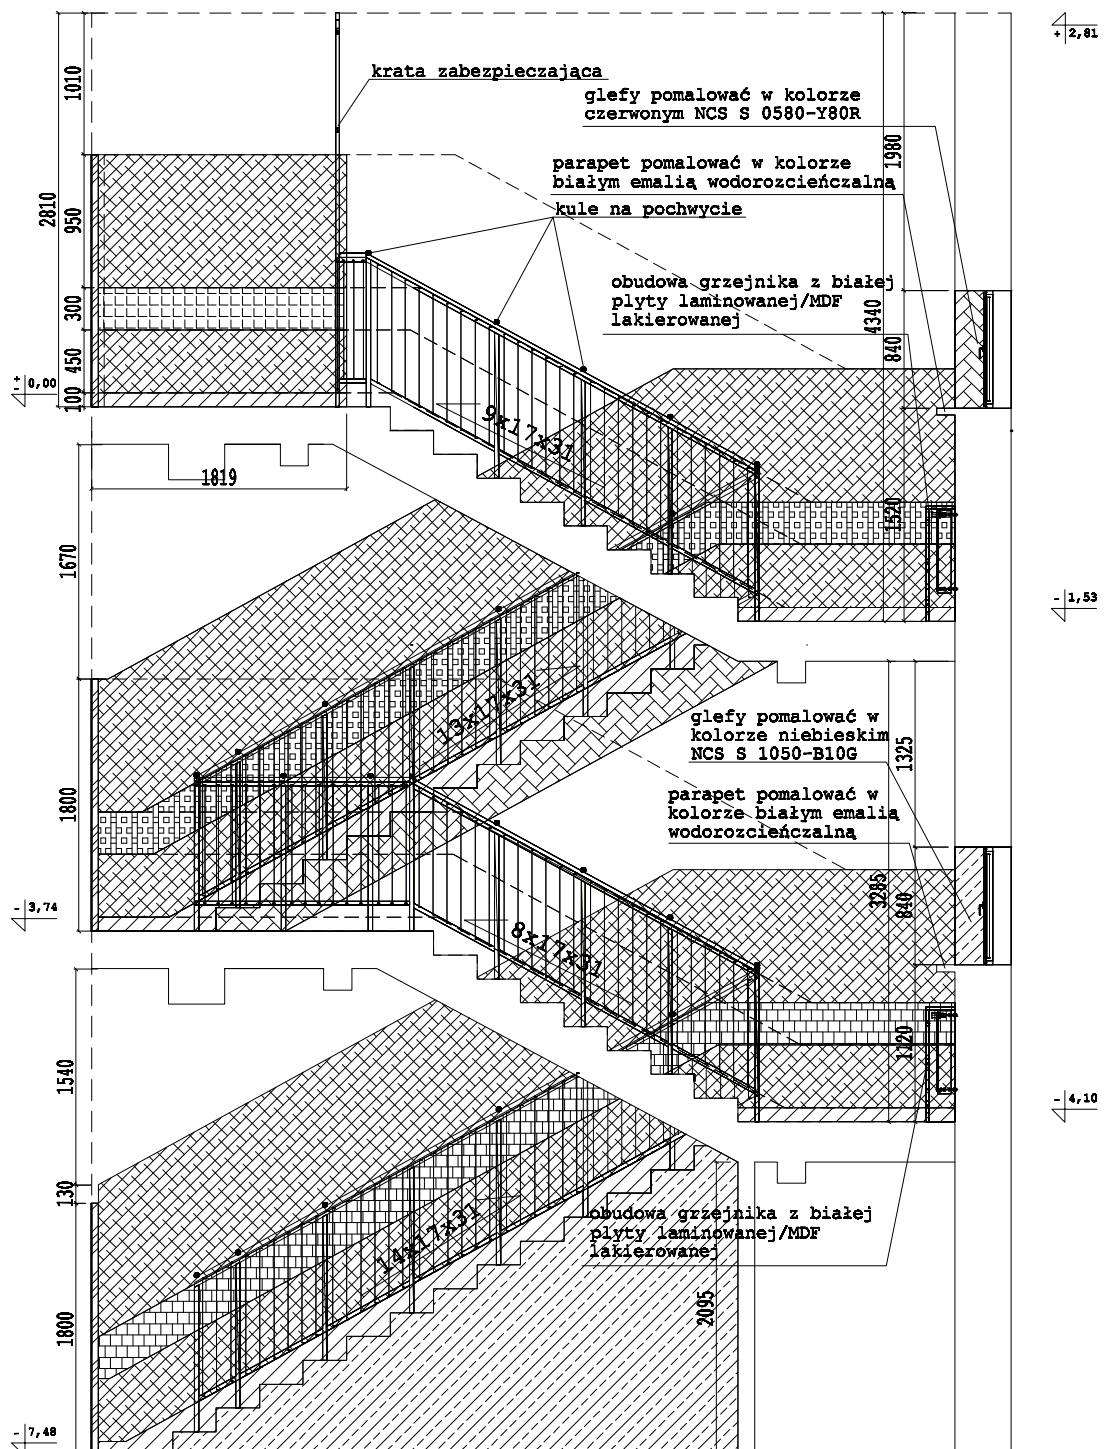 + 2,81
1010
krata zabezpieczająca
glefy pomalować w kolorze
czerwonym NCS S 0580-Y80R
1980
parapet pomalować w kolorze
białym emalią wodorozcieńczalną
2810
950
kule na pochwycie
obudowa grzejnika z białej
plyty laminowanej/MDF
lakierowanej
300
4340
840
450
+ 0,00
100
9x17x31
1819
1520
1670
- 1,53
13x17x31
glefy pomalować w
kolorze niebieskim
NCS S 1050-B10G
1325
parapet pomalować w
kolorze białym emalią
wodorozcieńczalną
1800
3285
840
- 3,74
8x17x31
1120
1540
- 4,10
130
14x17x31
obudowa grzejnika z białej
plyty laminowanej/MDF
lakierowanej
2095
1800
- 7,48